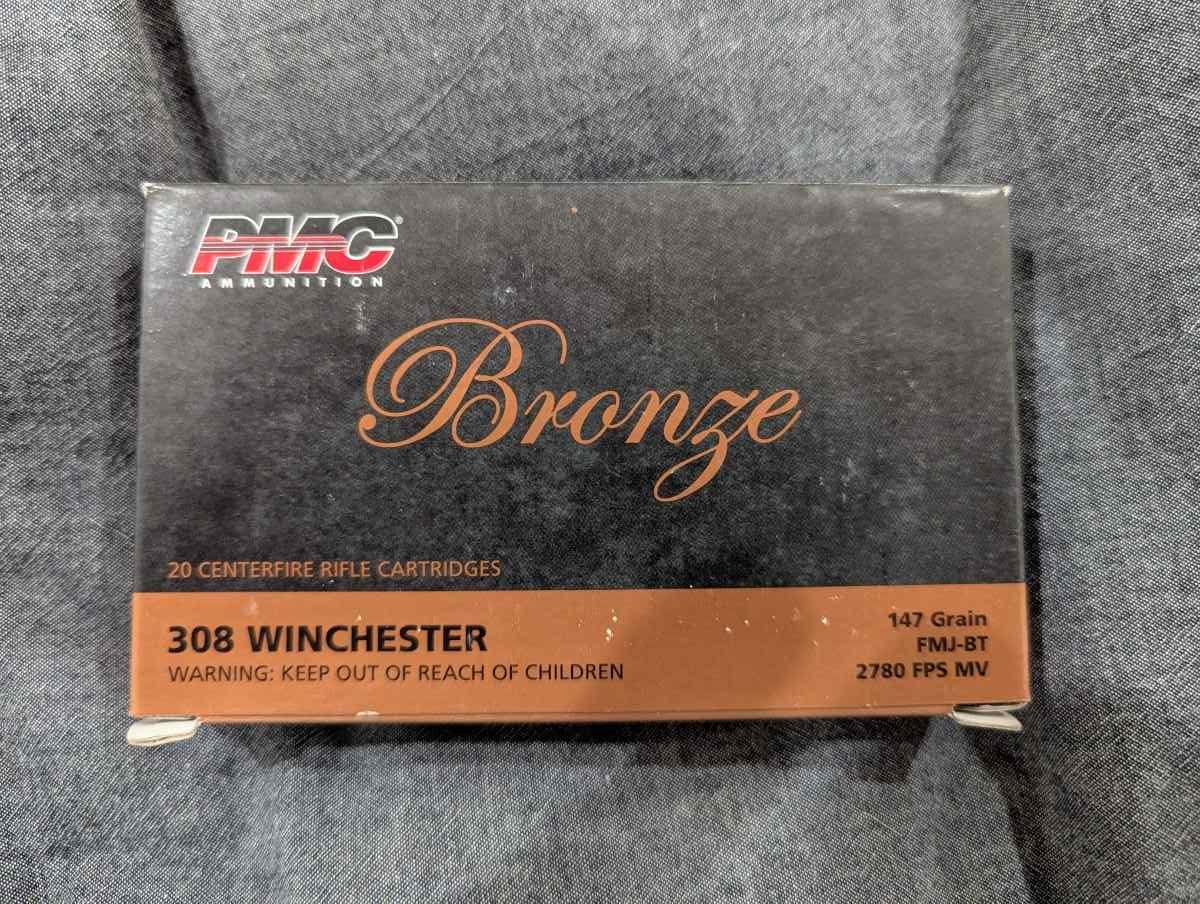 PMC®
AMMUNITION
Bronze
20 CENTERFIRE RIFLE CARTRIDGES
308 WINCHESTER
WARNING: KEEP OUT OF REACH OF CHILDREN
147 Grain
FMJ-BT
2780 FPS MV